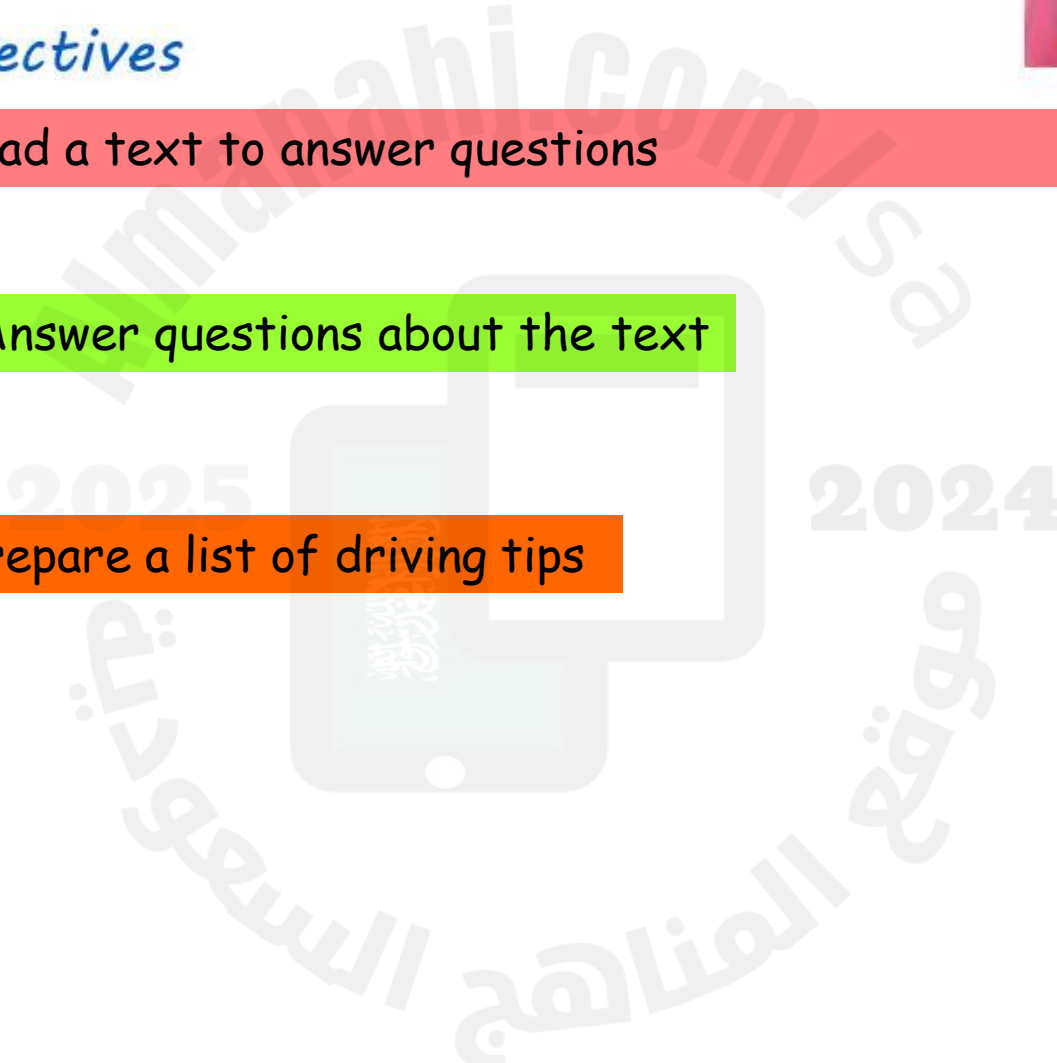 ectives
ad a text to answer questions
Answer questions about the text
repare a list of driving tips
Almanahj.com/sa
2025
2024
موقع المناهج السعودية